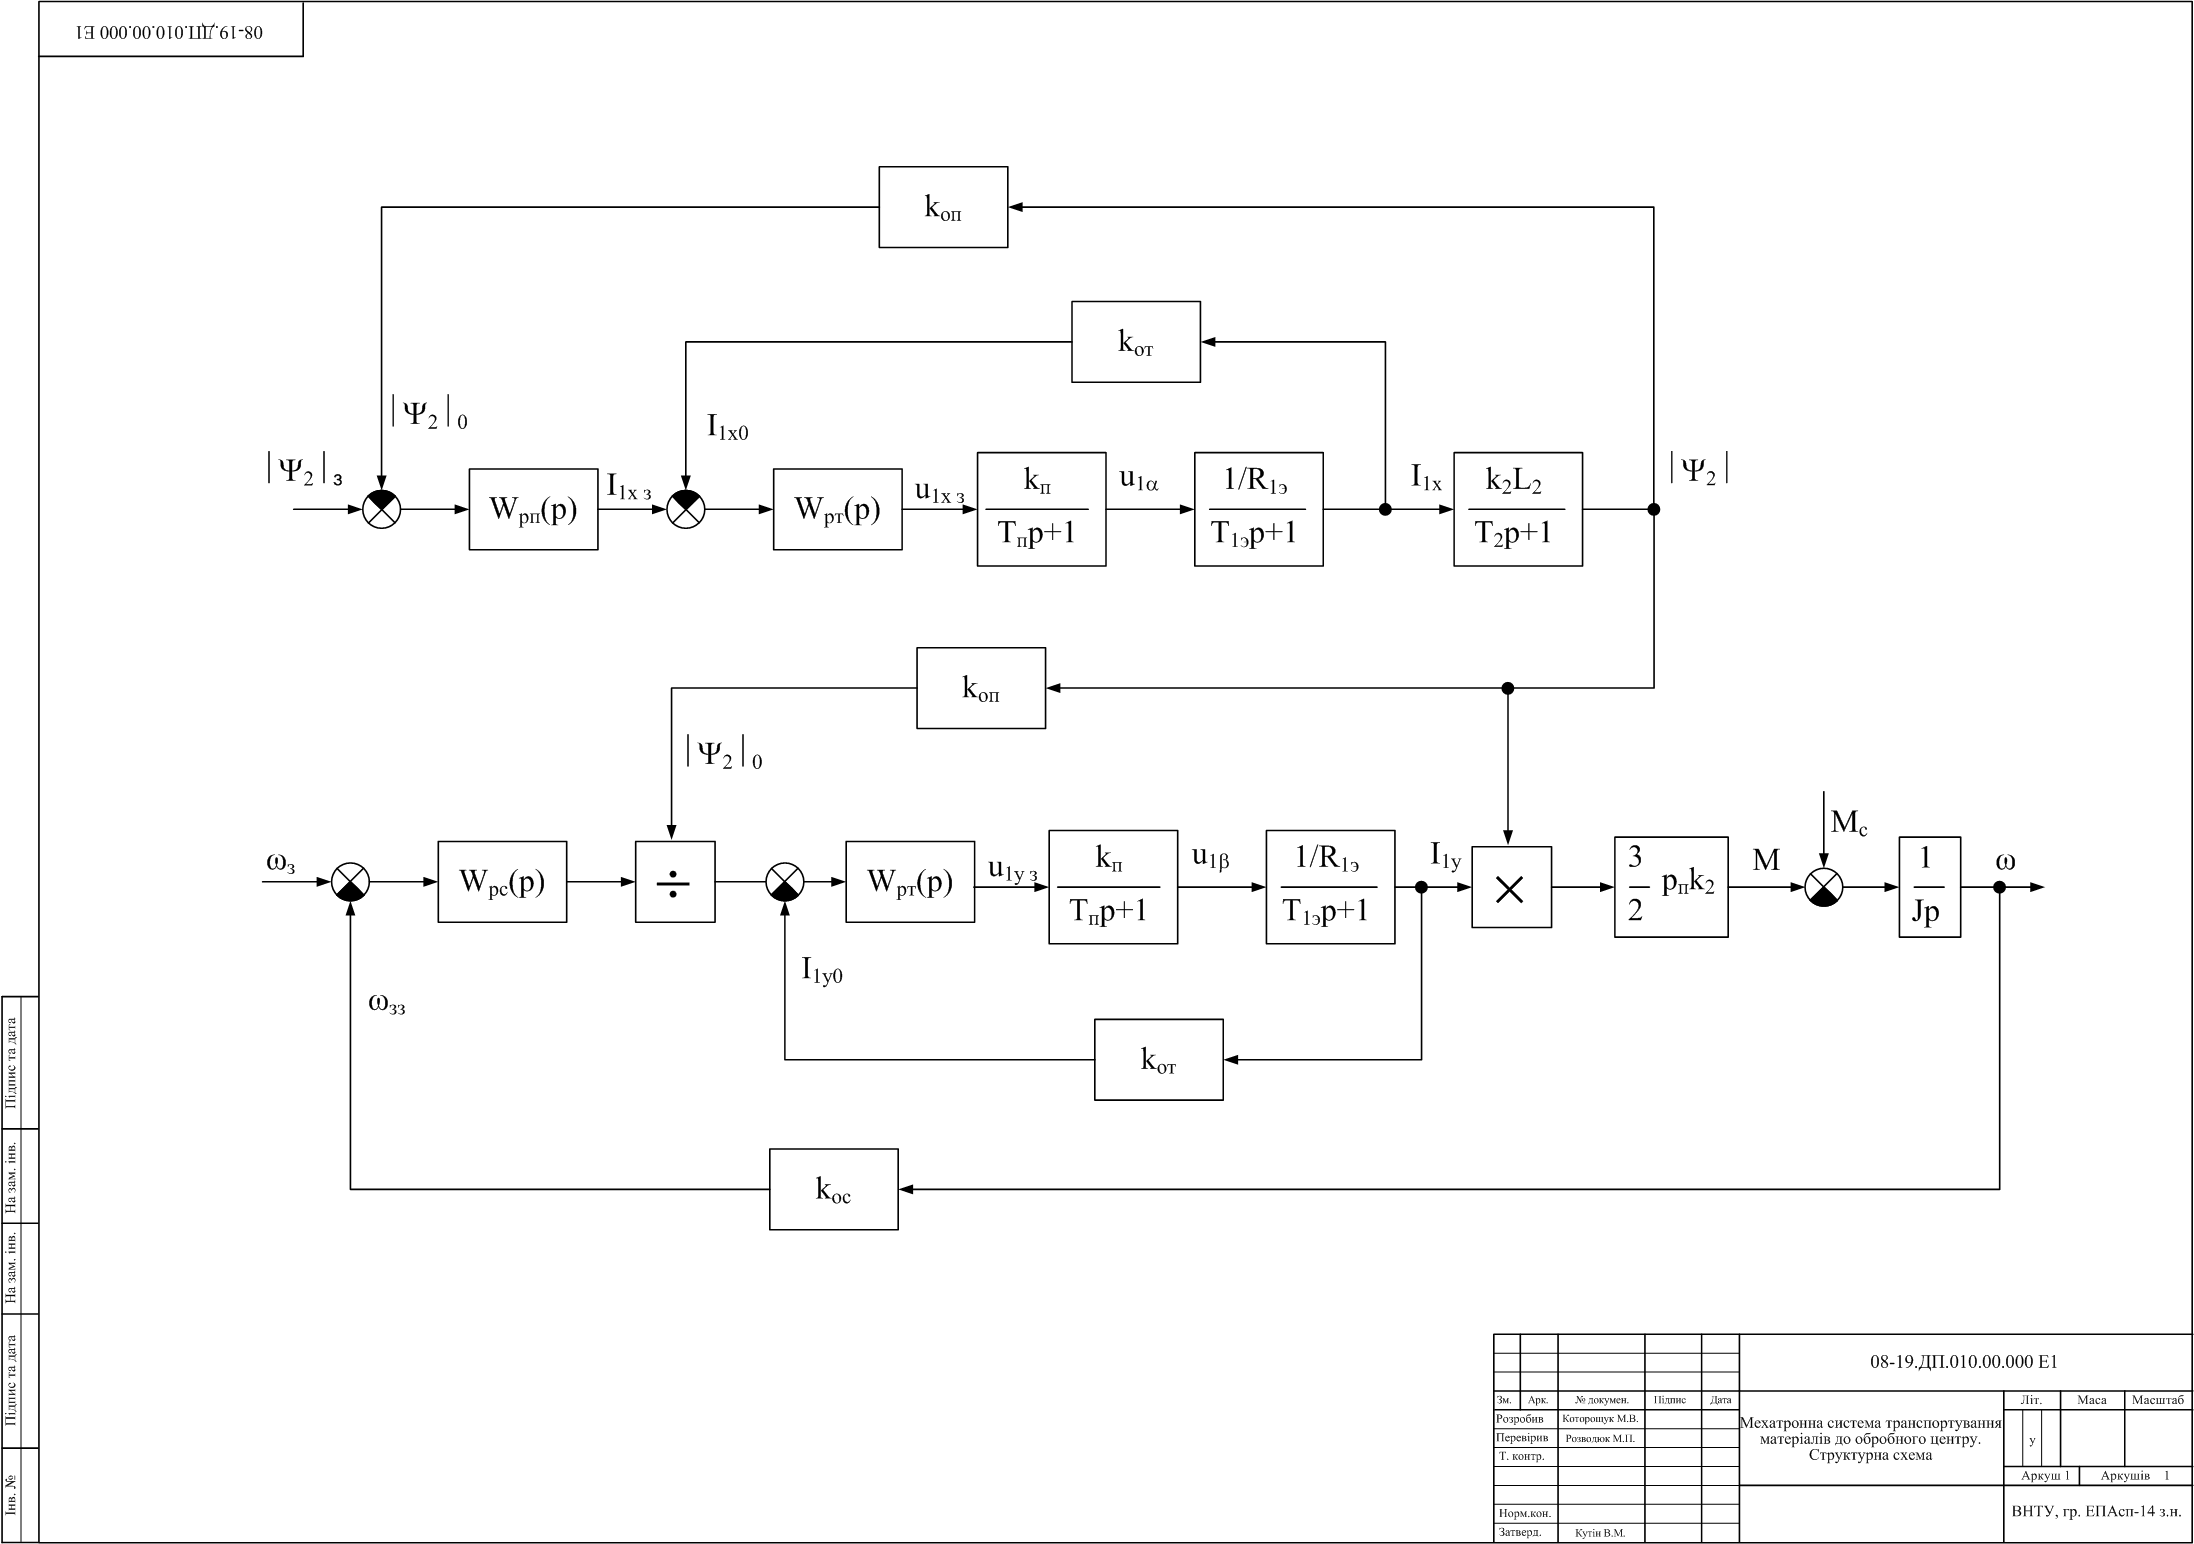 08-19.ДП.010.00.000 Е1
kоп
kот
|Ψ2|0
I1x0
|Ψ2|з
Wрп(p)
I1x з
Wрт(p)
u1x з
kп
Tпp+1
u1α
1/R1э
T1эp+1
I1x
k2L2
T2p+1
|Ψ2|
kоп
|Ψ2|0
ωз
Wрс(p)
÷
Wрт(p)
u1y з
kп
Tпp+1
u1β
1/R1э
T1эp+1
I1y
×
3
2
pпk2
M
Mc
1
Jp
ω
I1y0
ωзз
kот
kос
Підпис та дата
На зам. інв.
На зам. інв.
Підпис та дата
Інв. №
08-19.ДП.010.00.000 Е1
Зм. Арк. № докумен. Підпис Дата
Розробив Которощук М.В.
Перевірив Розводюк М.П.
Т. контр.
Норм.кон.
Затверд. Кутін В.М.
Мехатронна система транспортування
матеріалів до обробного центру.
Структурна схема
Літ. Маса Масштаб
у
Аркуш 1 Аркушів 1
ВНТУ, гр. ЕПАсп-14 з.н.